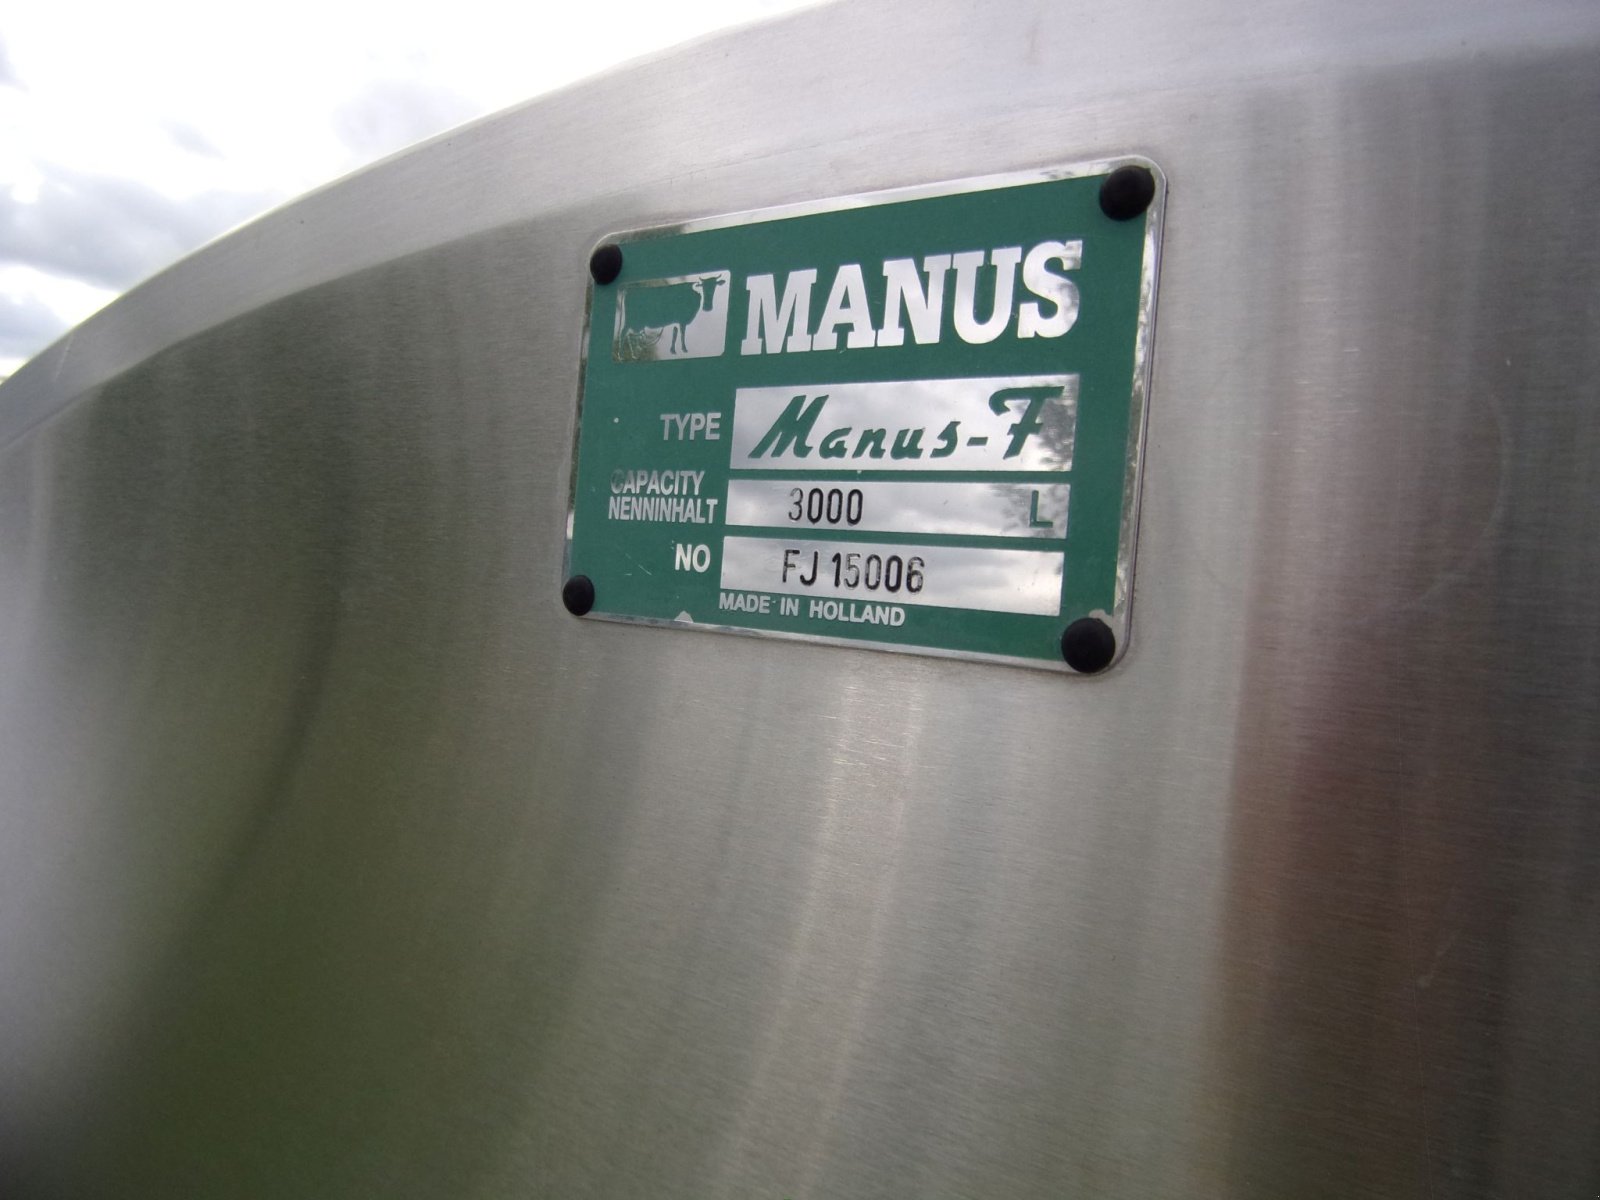 MANUS
TYPE Manus-F
CAPACITY
NENNINHALT 3000 L
NO FJ 15006
MADE IN HOLLAND